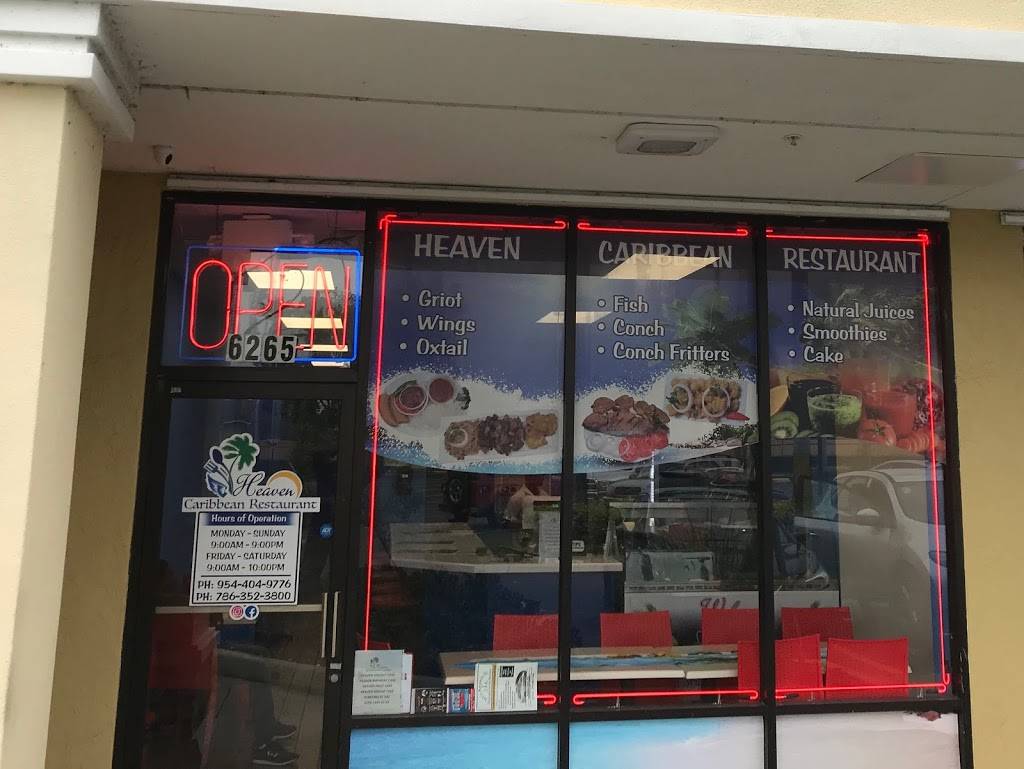 OPEN
6265
HEAVEN
• Griot
• Wings
• Oxtail
CARIBBEAN
• Fish
• Conch
• Conch Fritters
RESTAURANT
• Natural Juices
• Smoothies
• Cake
Heaven
Caribbean Restaurant
Hours of Operation
MONDAY - SUNDAY
9:00AM - 9:00PM
FRIDAY - SATURDAY
9:00AM - 10:00PM
PH: 954-404-9776
PH: 786-352-3800
ADT